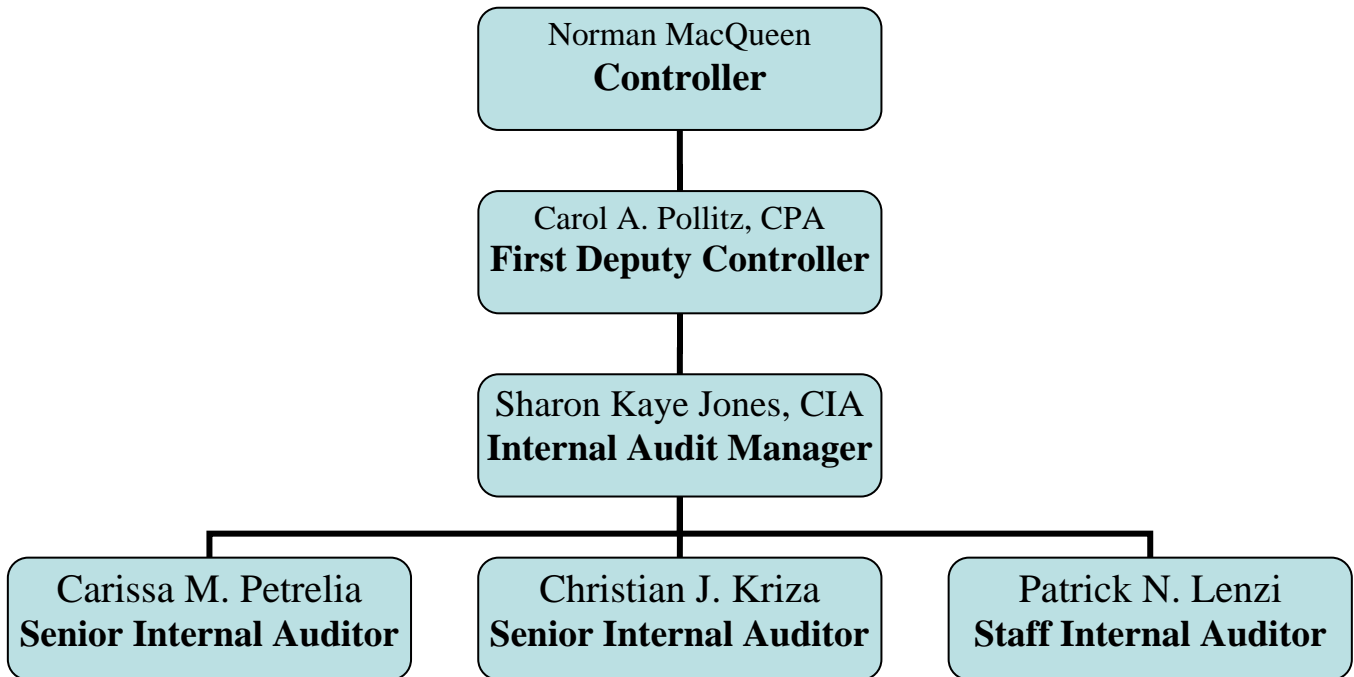 Norman MacQueen
Controller
Carol A. Pollitz, CPA
First Deputy Controller
Sharon Kaye Jones, CIA
Internal Audit Manager
Carissa M. Petrelia
Senior Internal Auditor
Christian J. Kriza
Senior Internal Auditor
Patrick N. Lenzi
Staff Internal Auditor